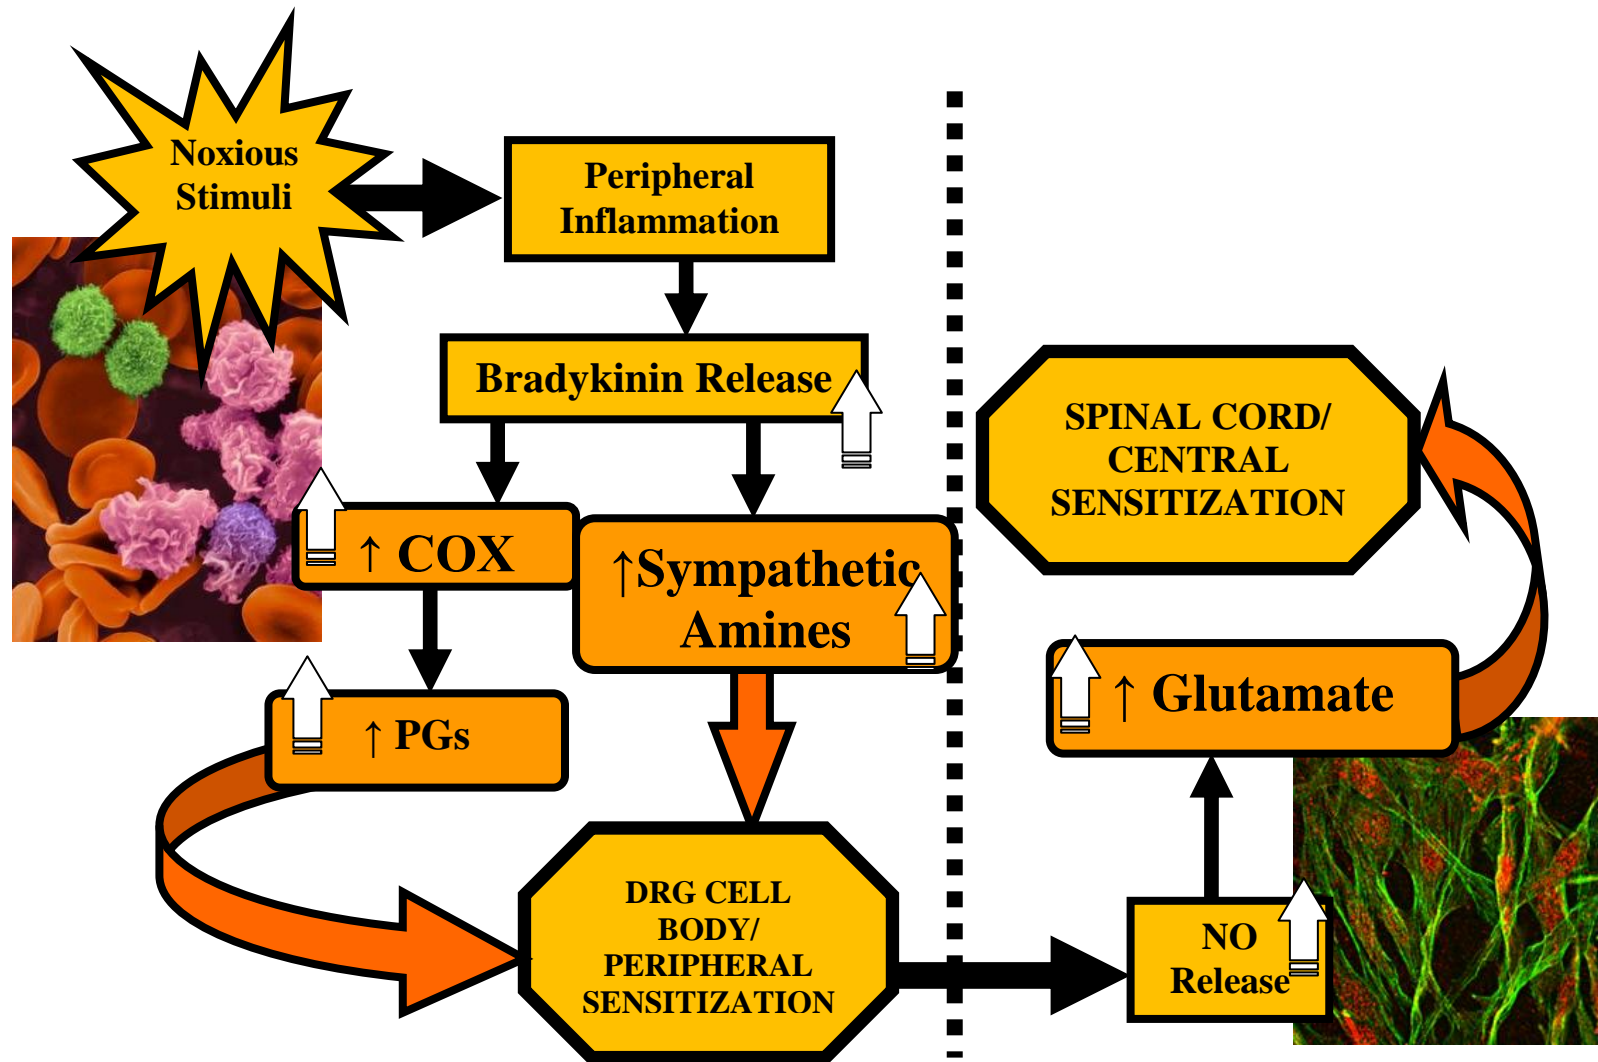 Noxious
Stimuli
Peripheral
Inflammation
Bradykinin Release
↑ COX
↑Sympathetic
Amines
↑ PGs
DRG CELL
BODY/
PERIPHERAL
SENSITIZATION
NO
Release
↑ Glutamate
SPINAL CORD/
CENTRAL
SENSITIZATION